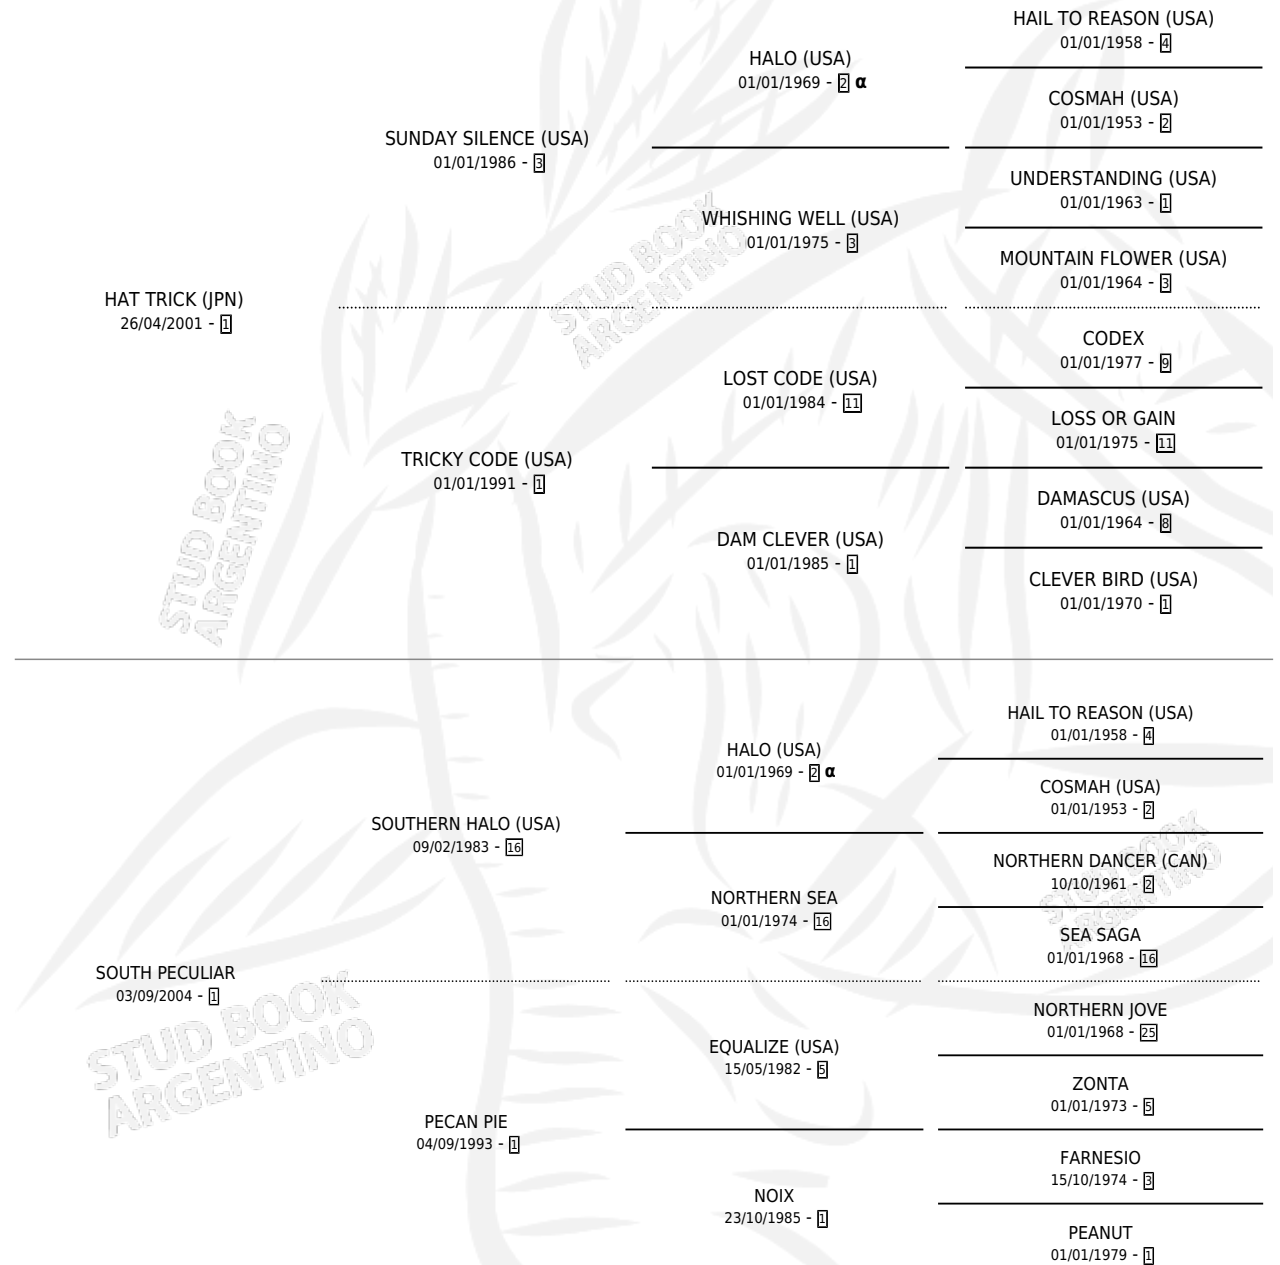 HAIL TO REASON (USA)
01/01/1958 - 4
HALO (USA)
01/01/1969 - 2 α
COSMAH (USA)
01/01/1953 - 2
SUNDAY SILENCE (USA)
01/01/1986 - 3
UNDERSTANDING (USA)
01/01/1963 - 1
WHISHING WELL (USA)
01/01/1975 - 3
MOUNTAIN FLOWER (USA)
01/01/1964 - 3
HAT TRICK (JPN)
26/04/2001 - 1
CODEX
01/01/1977 - 9
LOST CODE (USA)
01/01/1984 - 11
LOSS OR GAIN
01/01/1975 - 11
TRICKY CODE (USA)
01/01/1991 - 1
DAMASCUS (USA)
01/01/1964 - 8
DAM CLEVER (USA)
01/01/1985 - 1
CLEVER BIRD (USA)
01/01/1970 - 1
HAIL TO REASON (USA)
01/01/1958 - 4
HALO (USA)
01/01/1969 - 2 α
COSMAH (USA)
01/01/1953 - 2
SOUTHERN HALO (USA)
09/02/1983 - 16
NORTHERN DANCER (CAN)
10/10/1961 - 2
NORTHERN SEA
01/01/1974 - 16
SEA SAGA
01/01/1968 - 16
SOUTH PECULIAR
03/09/2004 - 1
NORTHERN JOVE
01/01/1968 - 25
EQUALIZE (USA)
15/05/1982 - 5
ZONTA
01/01/1973 - 5
PECAN PIE
04/09/1993 - 1
FARNESIO
15/10/1974 - 3
NOIX
23/10/1985 - 1
PEANUT
01/01/1979 - 1
STUD BOOK
ARGENTINO
STUD BOOK
ARGENTINO
STUD BOOK
ARGENTINO
STUD BOOK
ARGENTINO